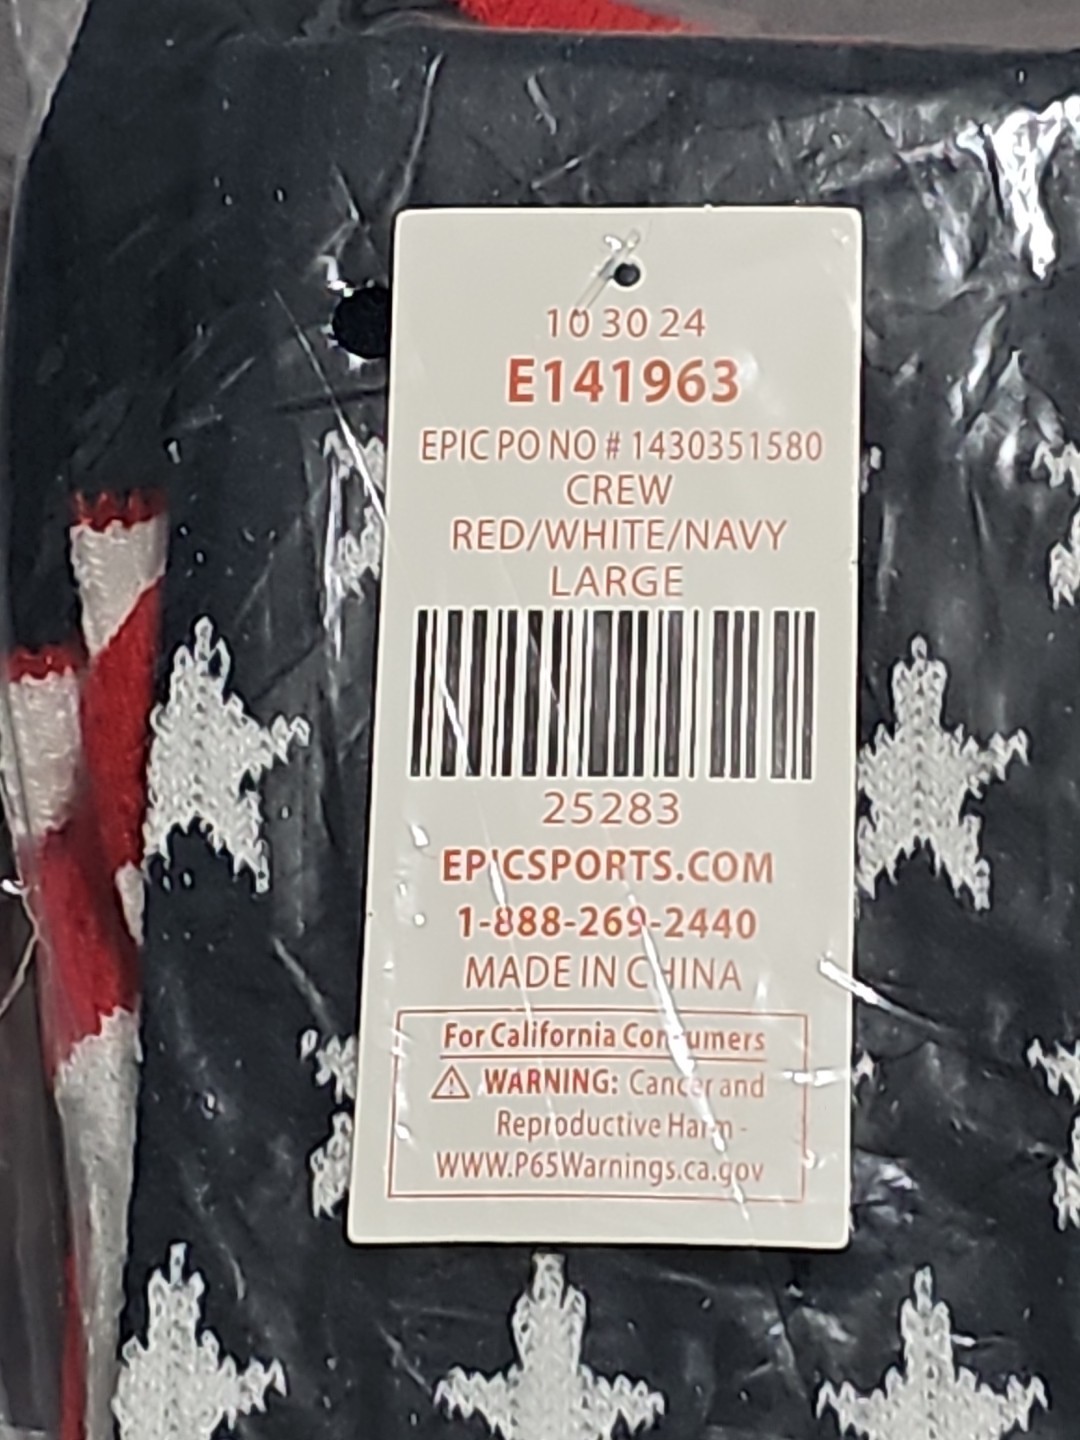 10 30 24
E141963
EPIC PO NO # 1430351580
CREW
RED/WHITE/NAVY
LARGE
25283
EPICSPORTS.COM
1-888-269-2440
MADE IN CHINA
For California Consumers
⚠ WARNING: Cancer and
Reproductive Harm -
WWW.P65Warnings.ca.gov